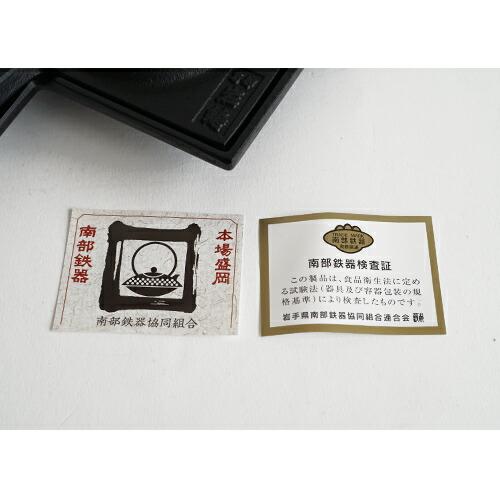 本場盛岡
南部鉄器
南部鉄器協同組合
TRADE MARK
南部鉄器
南部鉄器検査証
この製品は、食品衛生法に定め
る試験法(器具及び容器包装の規
格基準)により検査したものです。
岩手県南部鉄器協同組合連合会